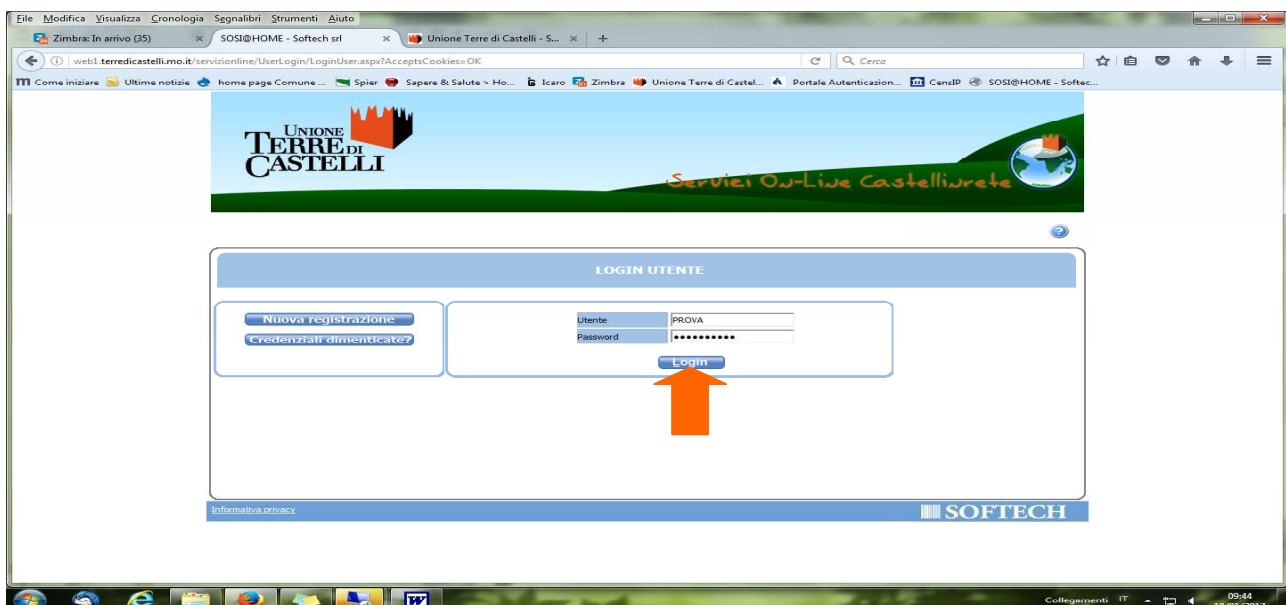 File Modifica Visualizza Cronologia Segnalibri Strumenti Aiuto
Zimbra: In arrivo (35) SOSI@HOME - Softech srl Unione Terre di Castelli - S...
web1.terredicastelli.mo.it/servizionline/UserLogin/LoginUser.aspx?AcceptsCookies=OK Cerca
Come iniziare Ultime notizie home page Comune ... Spier Sapere & Salute > Ho... Icaro Zimbra Unione Terre di Castel... Portale Autenticazion... CensIP SOSI@HOME - Softec...
UNIONE
TERRE DI
CASTELLI
Servizi On-Line Castellinrete
LOGIN UTENTE
Nuova registrazione
Credenziali dimenticate?
Utente PROVA
Password ••••••••••
Login
Informativa privacy SOFTECH
Collegamenti IT 09:44